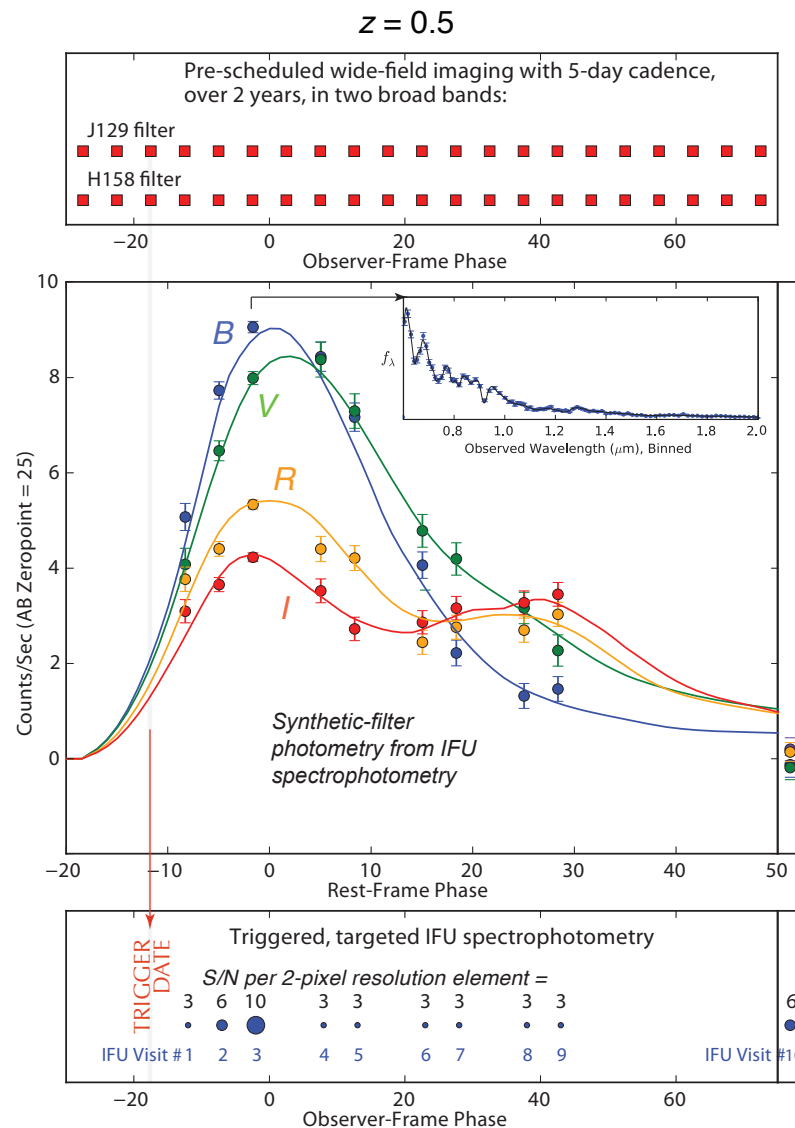 z = 0.5
Pre-scheduled wide-field imaging with 5-day cadence,
over 2 years, in two broad bands:
J129 filter
H158 filter
−20 0 20 40 60
Observer-Frame Phase
10
8
6
4
2
0
Counts/Sec (AB Zeropoint = 25)
B
V
R
I
fλ
0.8 1.0 1.2 1.4 1.6 1.8 2.0
Observed Wavelength (μm), Binned
Synthetic-filter
photometry from IFU
spectrophotometry
−20 −10 0 10 20 30 40 50
Rest-Frame Phase
TRIGGER
DATE
Triggered, targeted IFU spectrophotometry
S/N per 2-pixel resolution element =
3 6 10 3 3 3 3 3 3 6
IFU Visit #1 2 3 4 5 6 7 8 9 IFU Visit #1
−20 0 20 40 60
Observer-Frame Phase